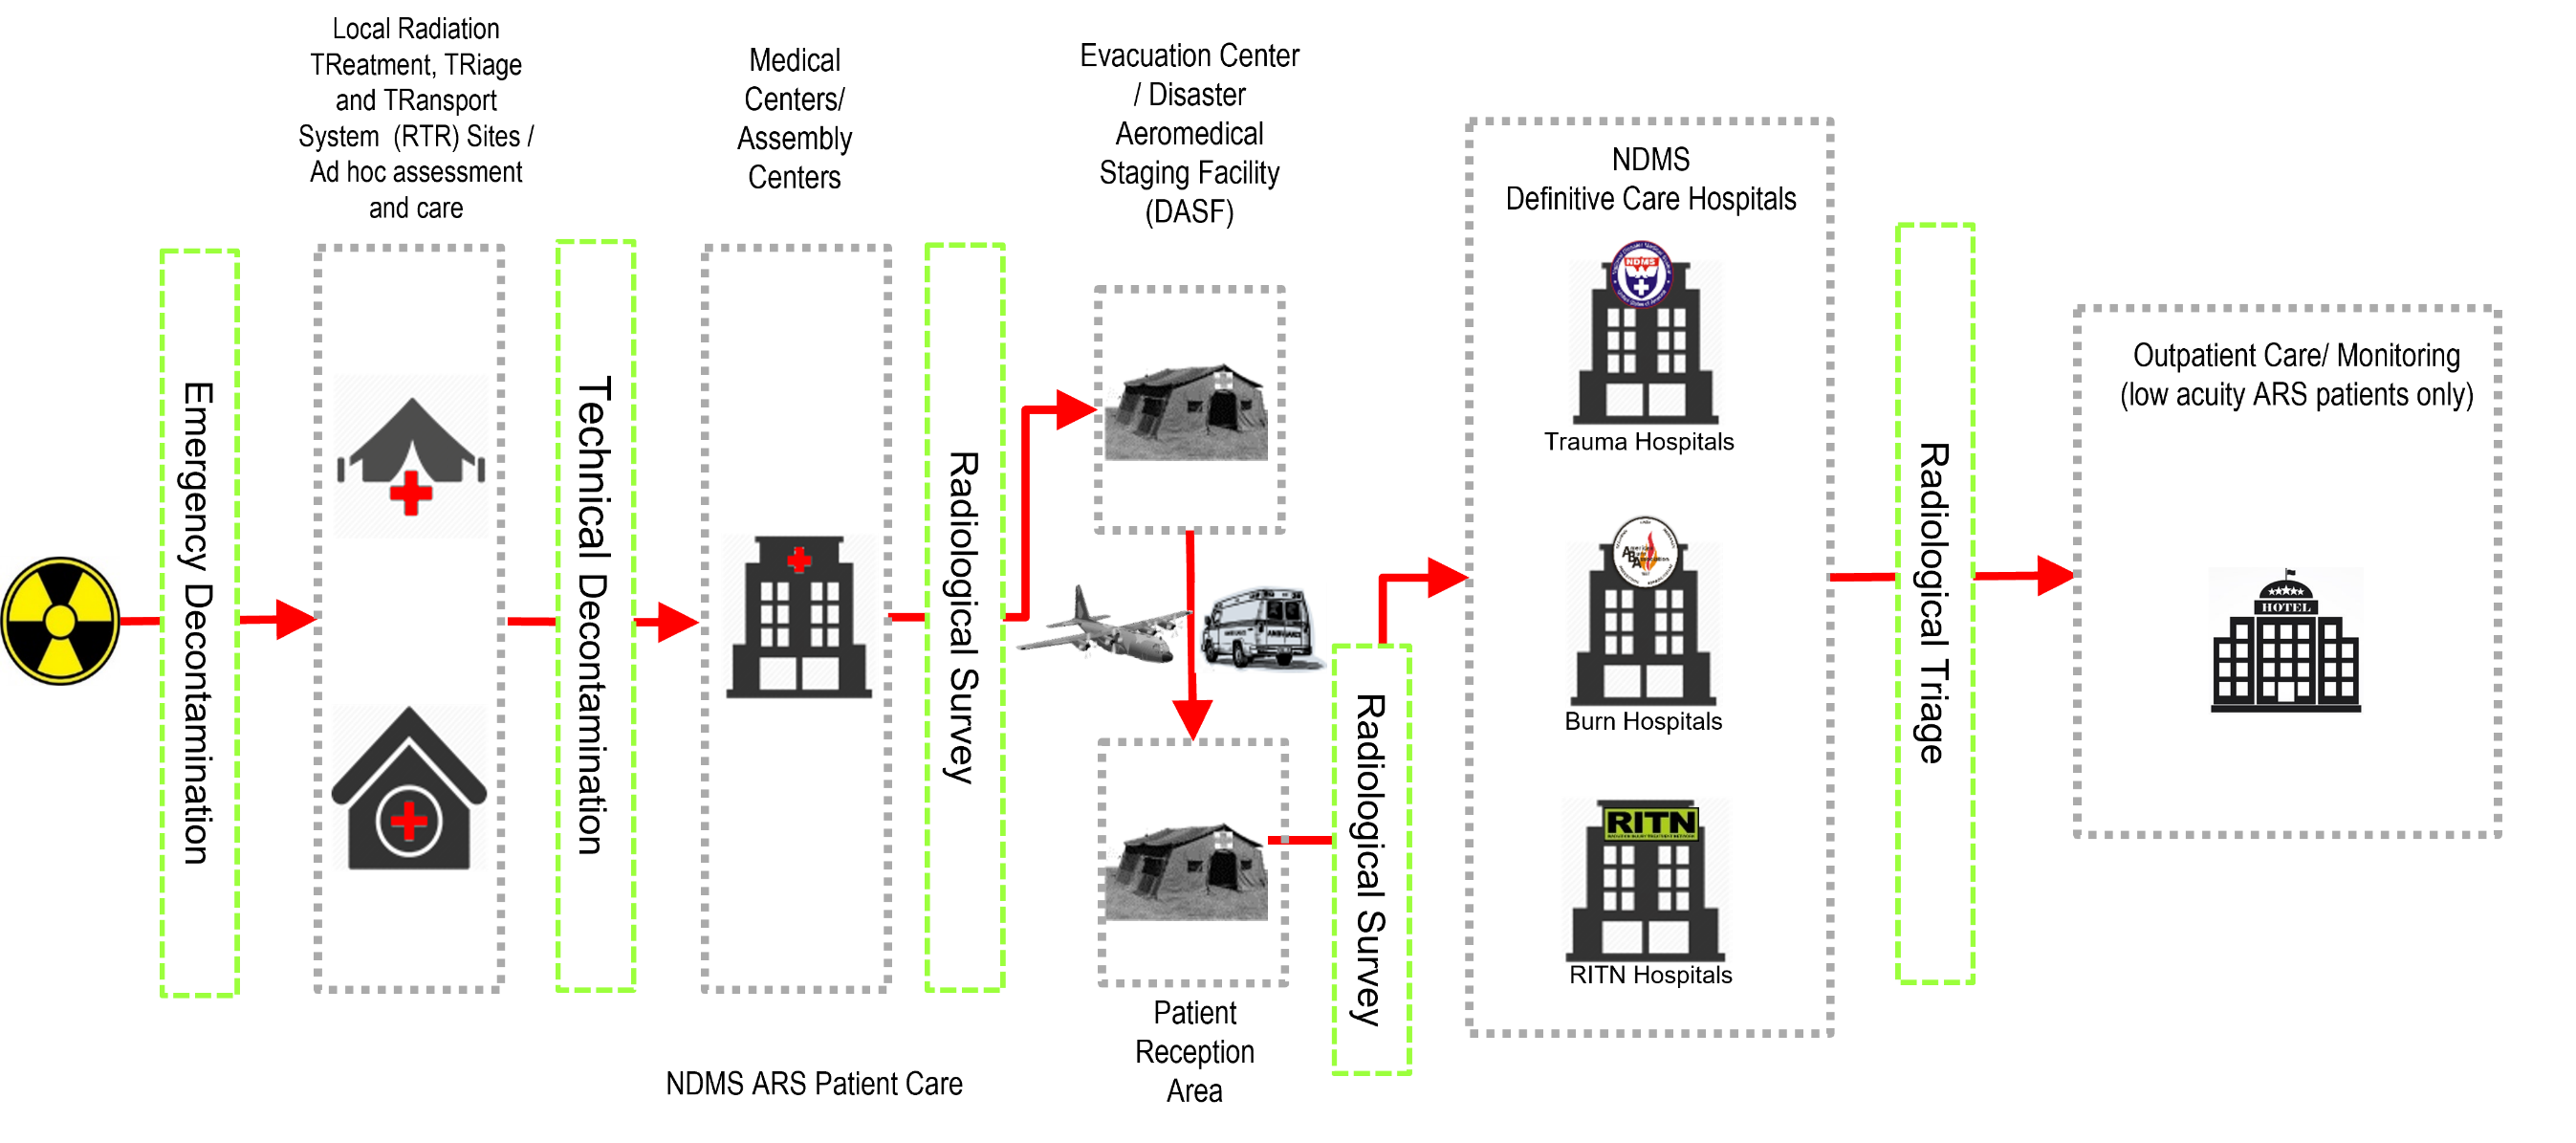 Local Radiation
TReatment, TRiage
and TRansport
System (RTR) Sites /
Ad hoc assessment
and care
Medical
Centers/
Assembly
Centers
Evacuation Center
/ Disaster
Aeromedical
Staging Facility
(DASF)
NDMS
Definitive Care Hospitals
Emergency Decontamination
Technical Decontamination
Radiological Survey
NDMS
Trauma Hospitals
Burn Hospitals
RITN
RITN Hospitals
Radiological Survey
Patient
Reception
Area
Radiological Triage
Outpatient Care/ Monitoring
(low acuity ARS patients only)
HOTEL
NDMS ARS Patient Care